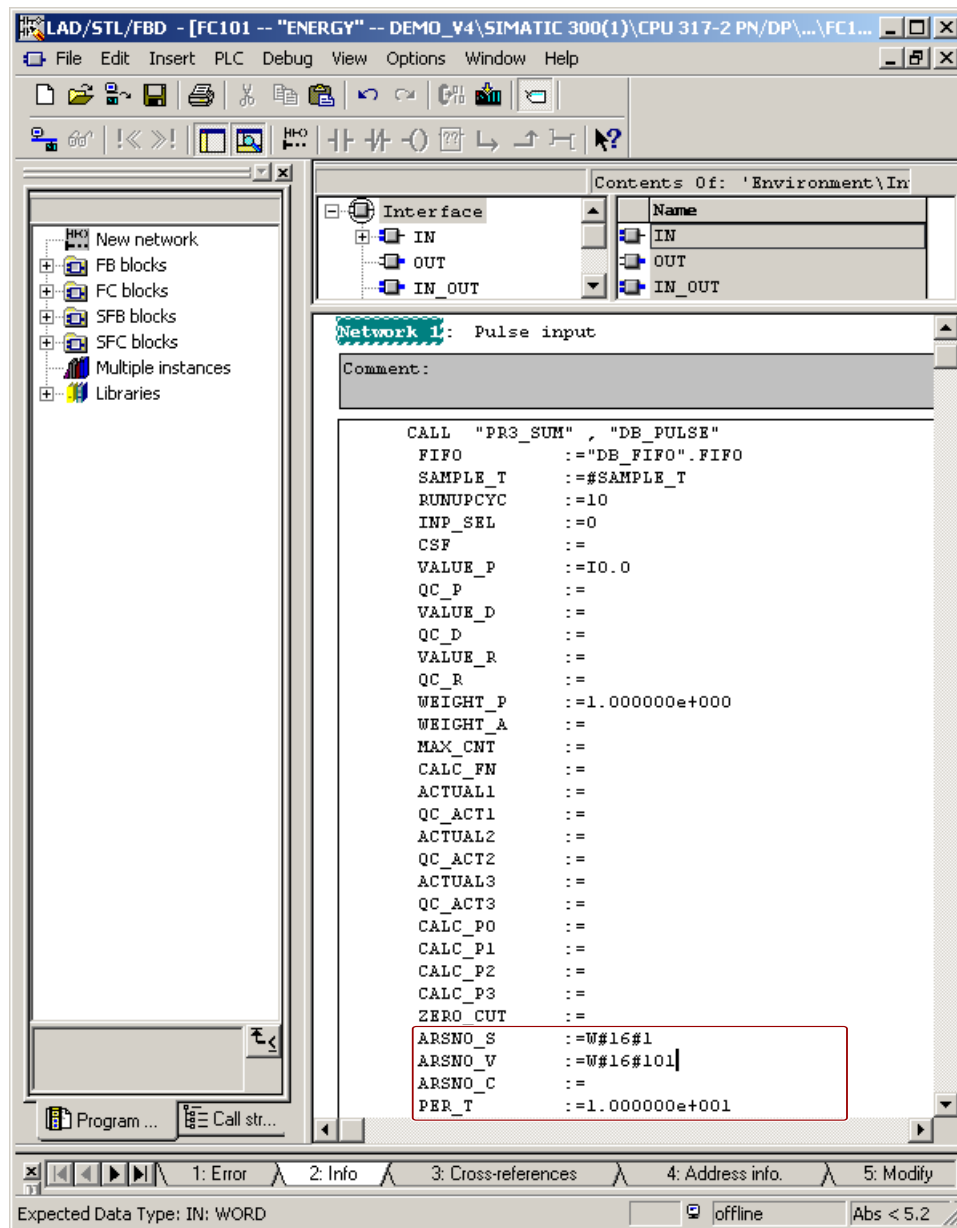 LAD/STL/FBD - [FC101 -- "ENERGY" -- DEMO_V4\SIMATIC 300(1)\CPU 317-2 PN/DP\...\FC1...
File Edit Insert PLC Debug View Options Window Help
Contents Of: 'Environment\In
Interface
IN
OUT
IN_OUT
Name
IN
OUT
IN_OUT
New network
FB blocks
FC blocks
SFB blocks
SFC blocks
Multiple instances
Libraries
Program ...
Call str...
Network 1: Pulse input
Comment:
CALL "PR3_SUM" , "DB_PULSE"
FIFO :="DB_FIFO".FIFO
SAMPLE_T :=#SAMPLE_T
RUNUPCYC :=10
INP_SEL :=0
CSF :=
VALUE_P :=I0.0
QC_P :=
VALUE_D :=
QC_D :=
VALUE_R :=
QC_R :=
WEIGHT_P :=1.000000e+000
WEIGHT_A :=
MAX_CNT :=
CALC_FN :=
ACTUAL1 :=
QC_ACT1 :=
ACTUAL2 :=
QC_ACT2 :=
ACTUAL3 :=
QC_ACT3 :=
CALC_P0 :=
CALC_P1 :=
CALC_P2 :=
CALC_P3 :=
ZERO_CUT :=
ARSNO_S :=W#16#1
ARSNO_V :=W#16#101
ARSNO_C :=
PER_T :=1.000000e+001
1: Error 2: Info 3: Cross-references 4: Address info. 5: Modify
Expected Data Type: IN: WORD offline Abs < 5.2